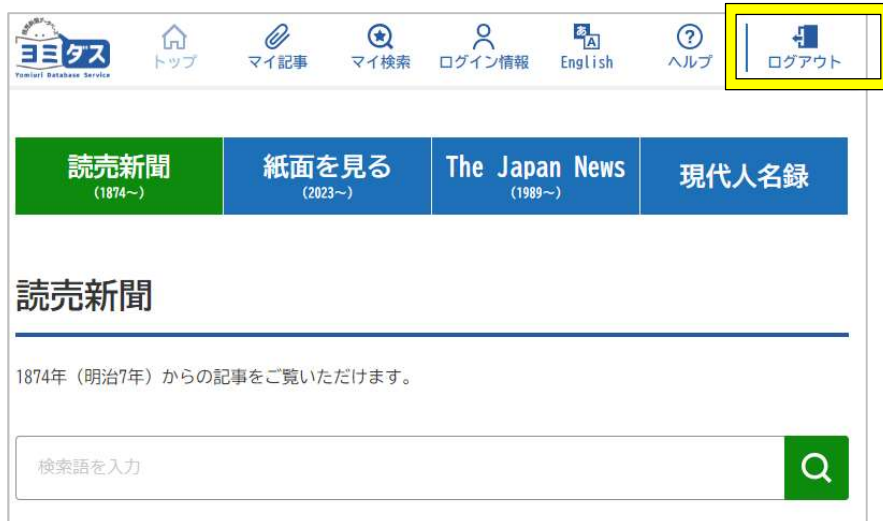 ヨミダス
Yomiuri Database Service
トップ
マイ記事
マイ検索
ログイン情報
English
ヘルプ
ログアウト
読売新聞
(1874～)
紙面を見る
(2023～)
The Japan News
(1989～)
現代人名録
読売新聞
1874年（明治7年）からの記事をご覧いただけます。
検索語を入力